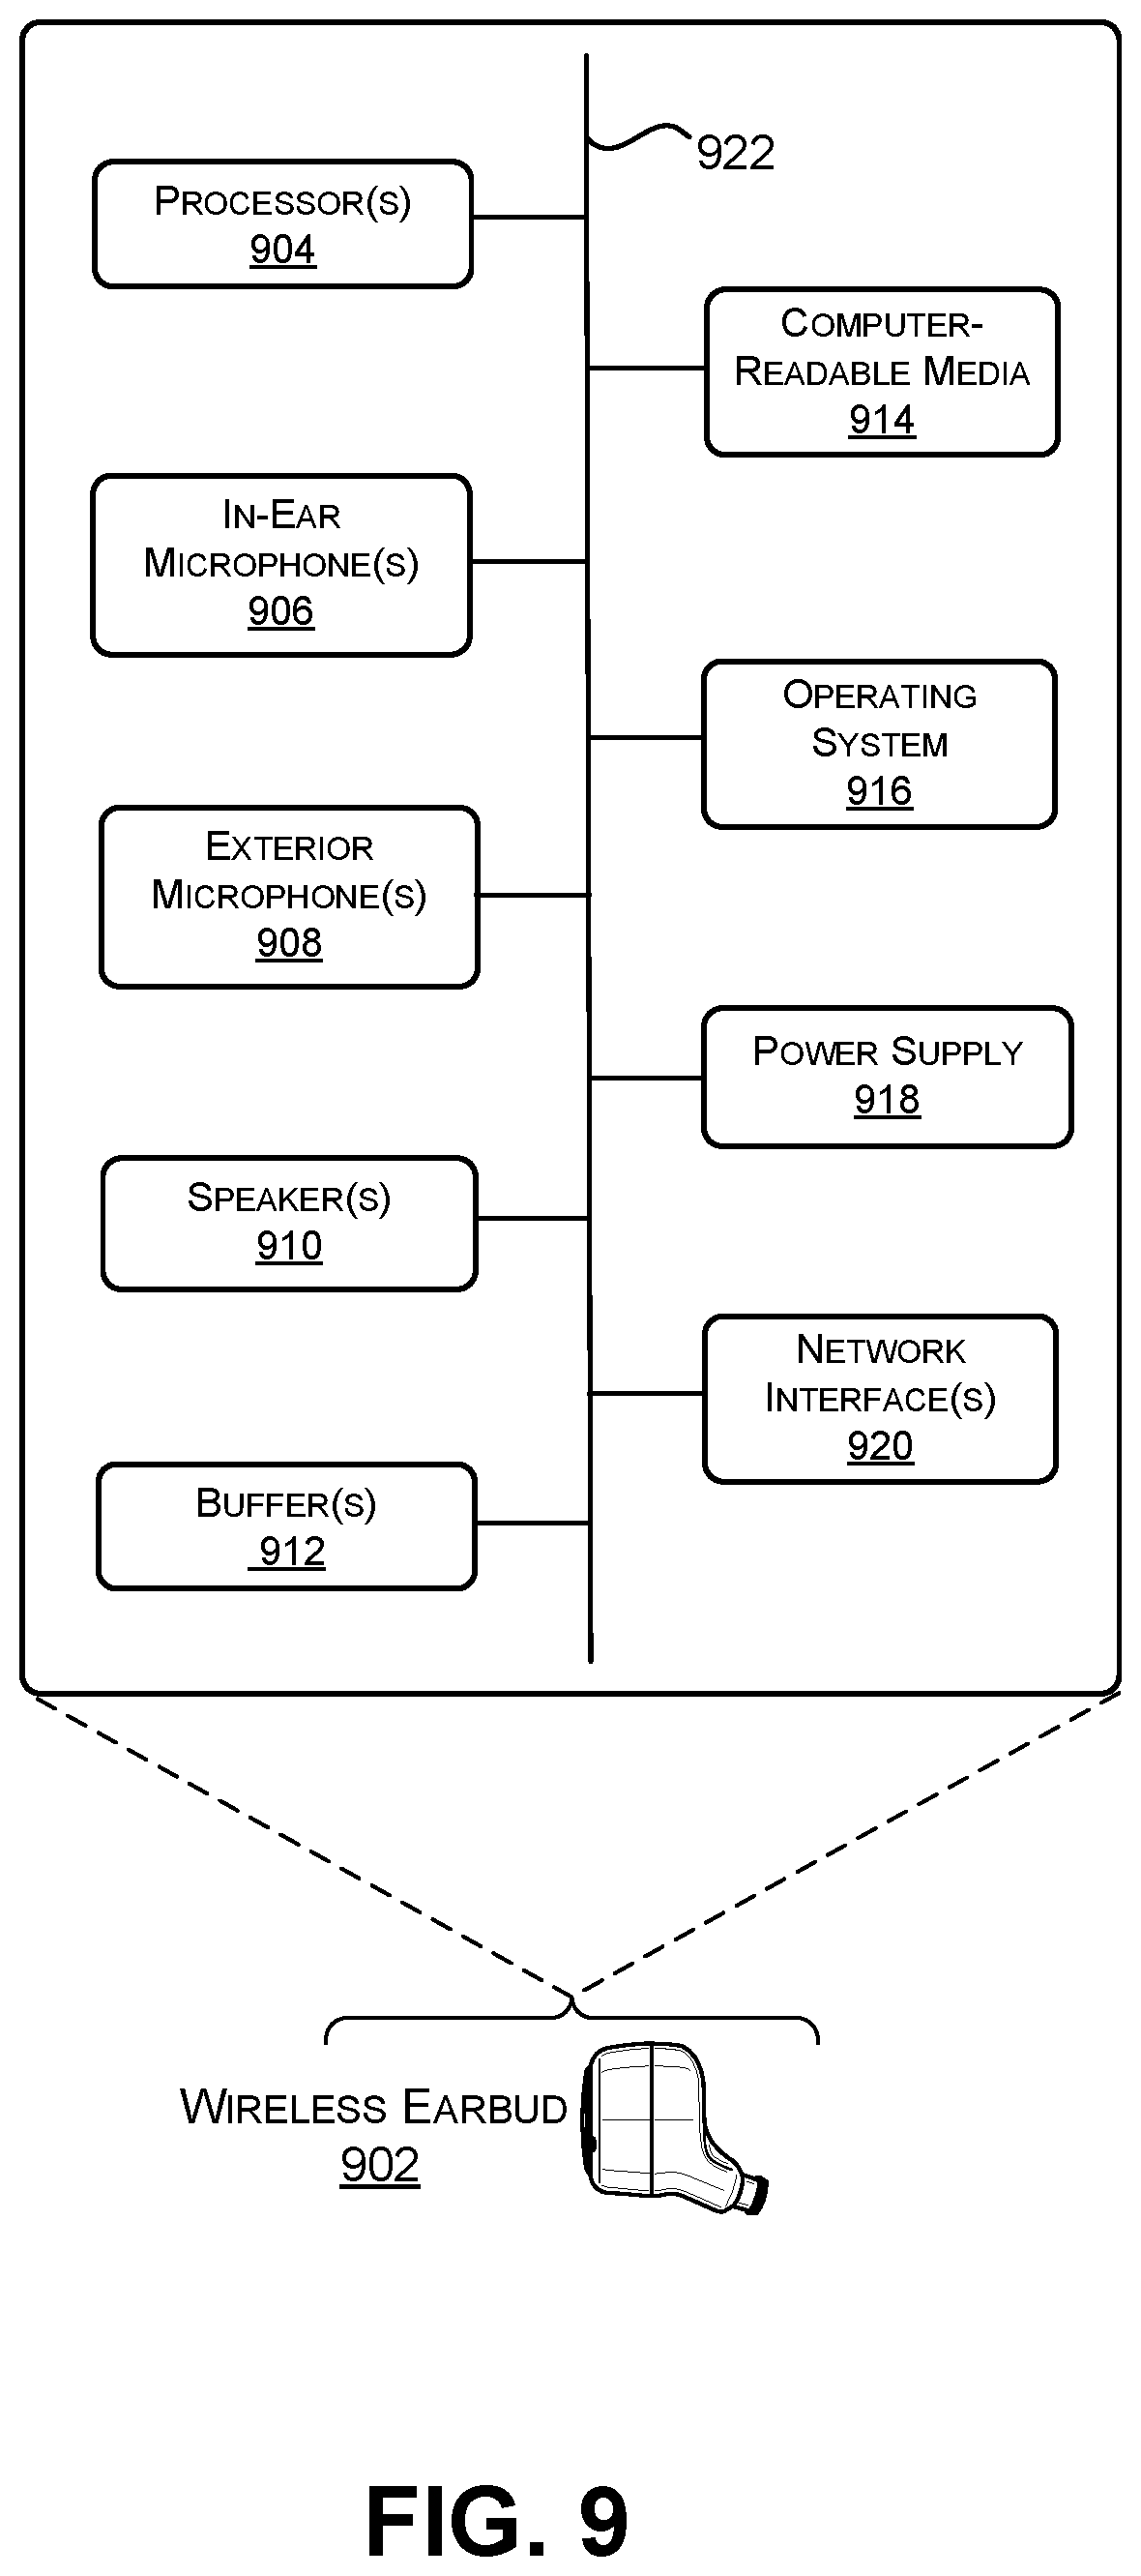 922
PROCESSOR(S)
904
COMPUTER-
READABLE MEDIA
914
IN-EAR
MICROPHONE(S)
906
OPERATING
SYSTEM
916
EXTERIOR
MICROPHONE(S)
908
POWER SUPPLY
918
SPEAKER(S)
910
NETWORK
INTERFACE(S)
920
BUFFER(S)
912
WIRELESS EARBUD
902
FIG. 9